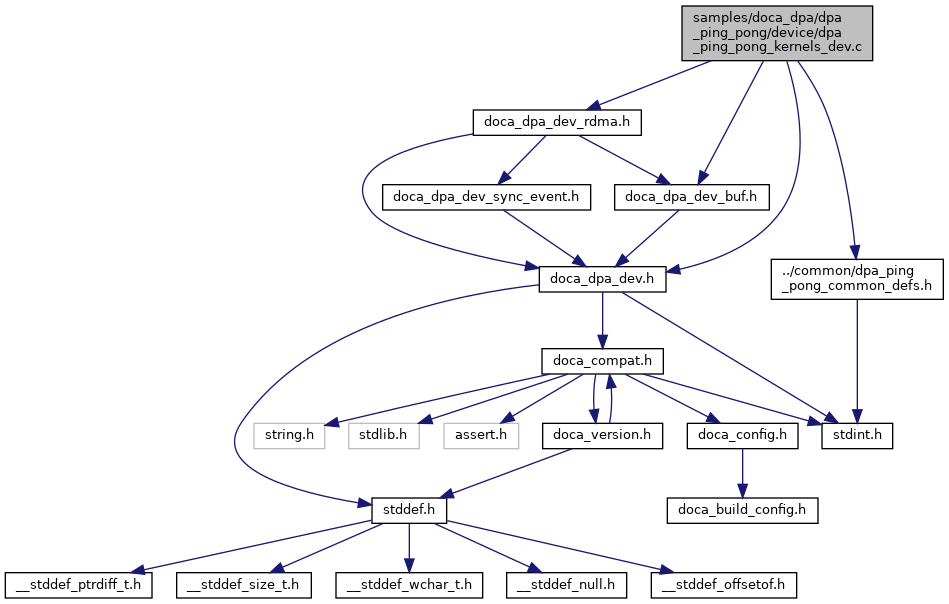 samples/doca_dpa/dpa
_ping_pong/device/dpa
_ping_pong_kernels_dev.c
doca_dpa_dev_rdma.h
doca_dpa_dev_sync_event.h
doca_dpa_dev_buf.h
doca_dpa_dev.h
../common/dpa_ping
_pong_common_defs.h
doca_compat.h
string.h
stdlib.h
assert.h
doca_version.h
doca_config.h
stdint.h
stddef.h
doca_build_config.h
__stddef_ptrdiff_t.h
__stddef_size_t.h
__stddef_wchar_t.h
__stddef_null.h
__stddef_offsetof.h